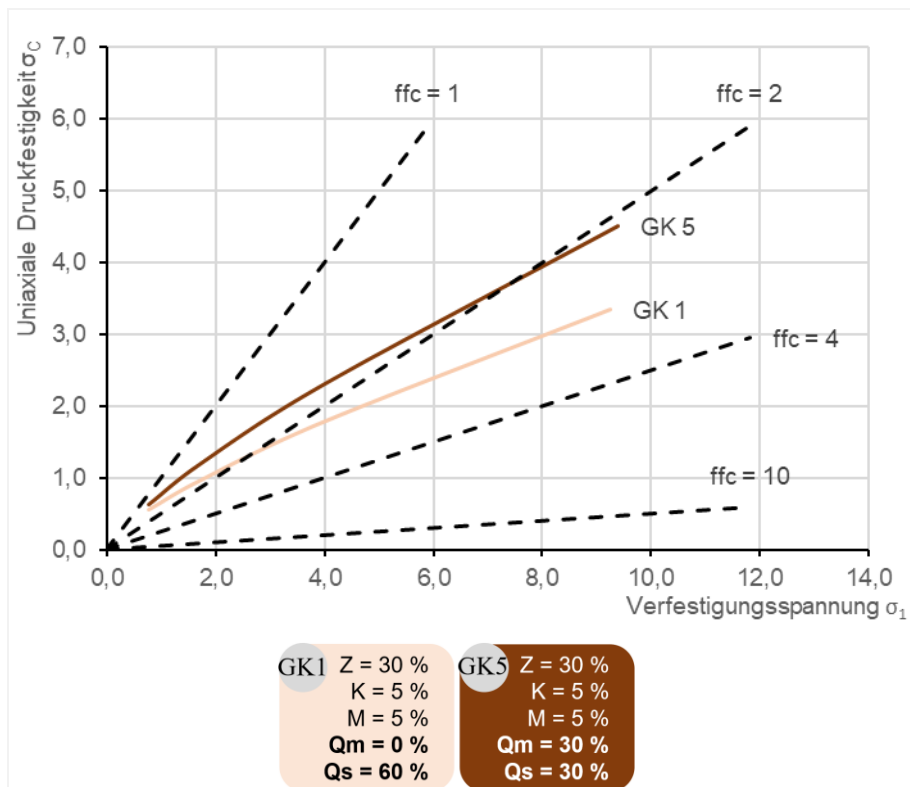 Uniaxiale Druckfestigkeit σC
7,0
6,0
5,0
4,0
3,0
2,0
1,0
0,0
ffc = 1
ffc = 2
GK 5
GK 1
ffc = 4
ffc = 10
0,0 2,0 4,0 6,0 8,0 10,0 12,0 14,0
Verfestigungsspannung σ1
GK1
Z = 30 %
K = 5 %
M = 5 %
Qm = 0 %
Qs = 60 %
GK5
Z = 30 %
K = 5 %
M = 5 %
Qm = 30 %
Qs = 30 %